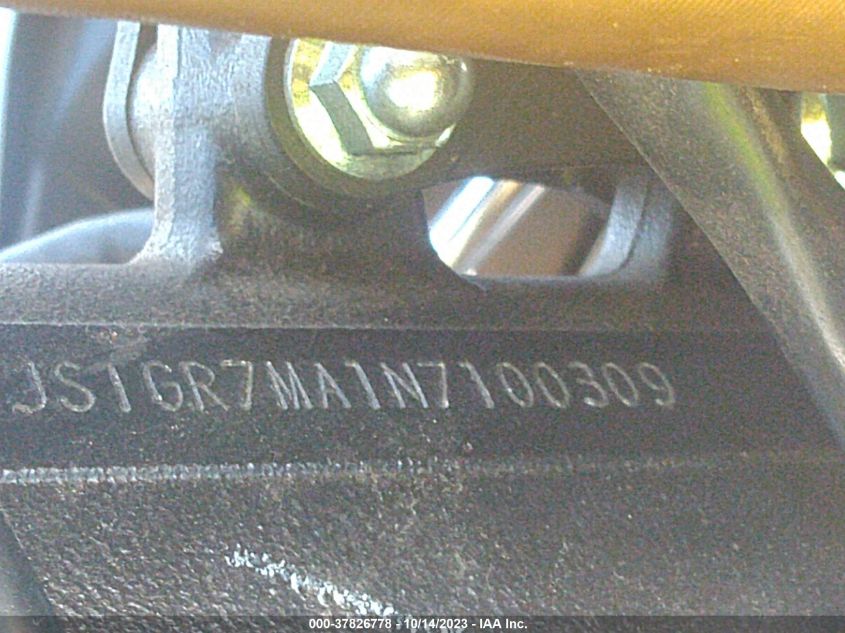 JS1GR7MA1N7100309
000-37826778 - 10/14/2023 - IAA Inc.